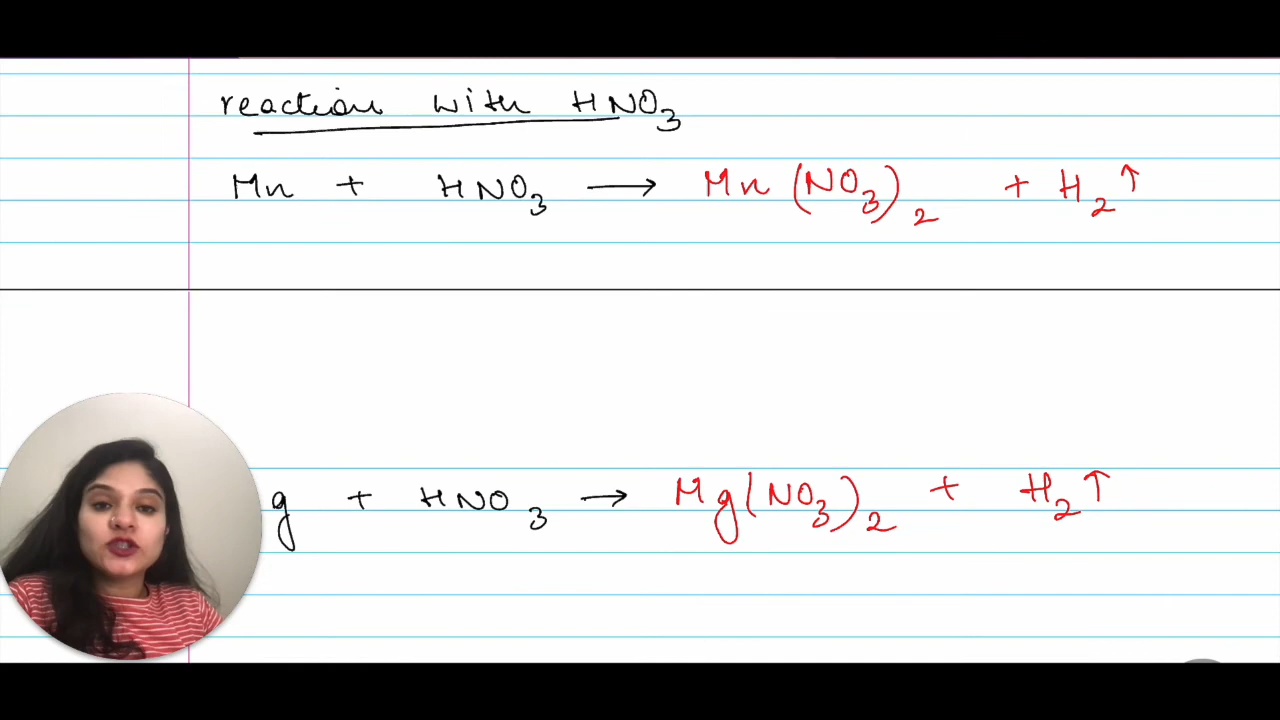 reaction with HNO3
Mn + HNO3 → Mn(NO3)2 + H2↑
g + HNO3 → Mg(NO3)2 + H2↑